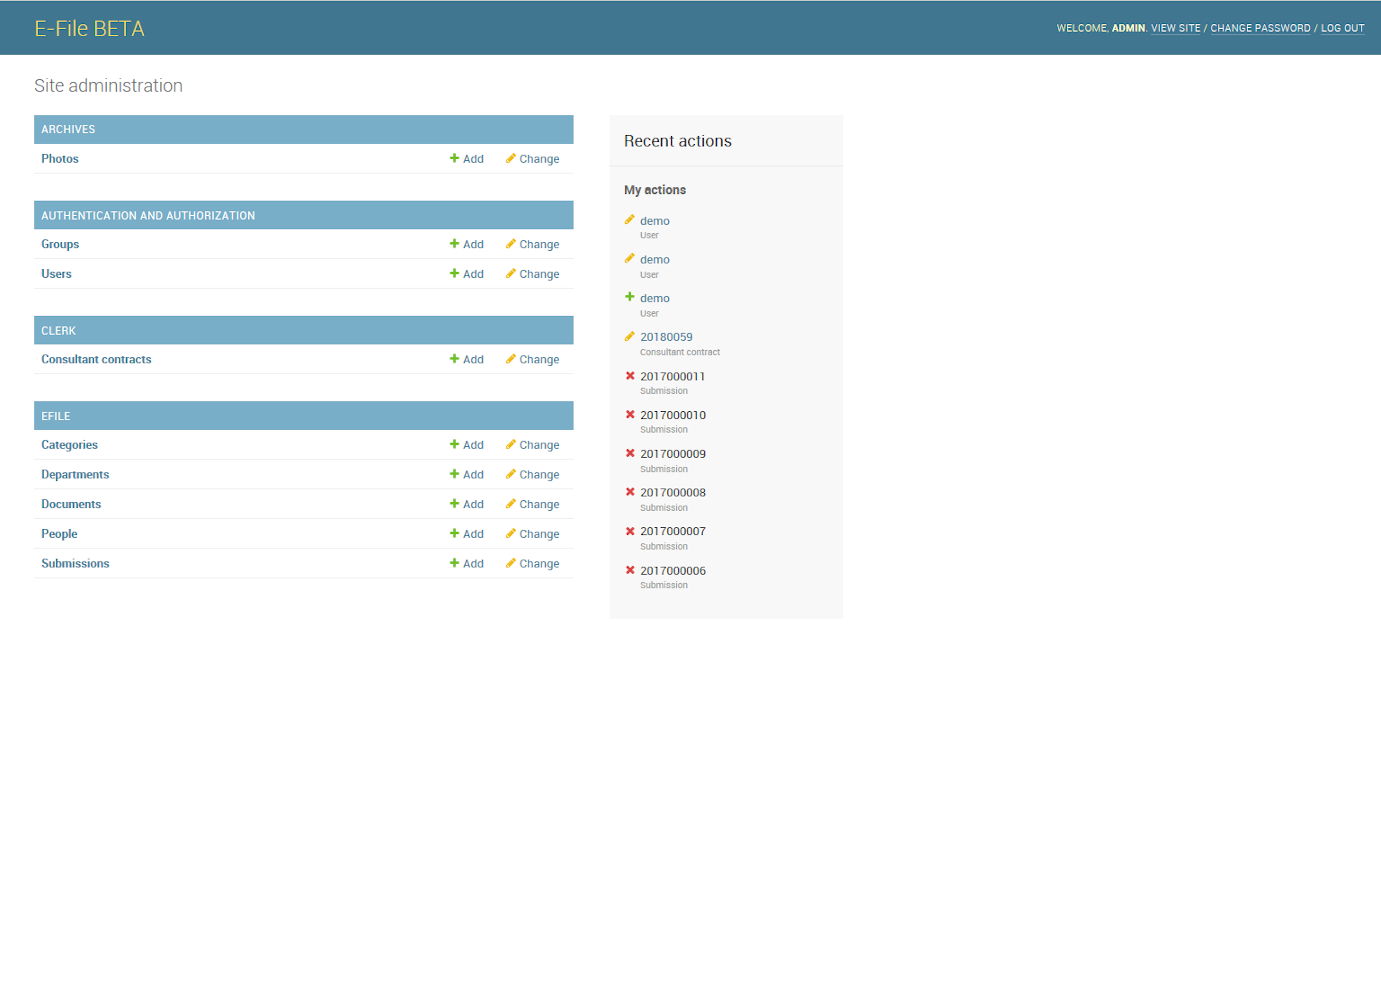 E-File BETA
WELCOME, ADMIN. VIEW SITE / CHANGE PASSWORD / LOG OUT
Site administration
ARCHIVES
Photos Add Change
AUTHENTICATION AND AUTHORIZATION
Groups Add Change
Users Add Change
CLERK
Consultant contracts Add Change
EFILE
Categories Add Change
Departments Add Change
Documents Add Change
People Add Change
Submissions Add Change
Recent actions
My actions
demo
User
demo
User
demo
User
20180059
Consultant contract
2017000011
Submission
2017000010
Submission
2017000009
Submission
2017000008
Submission
2017000007
Submission
2017000006
Submission